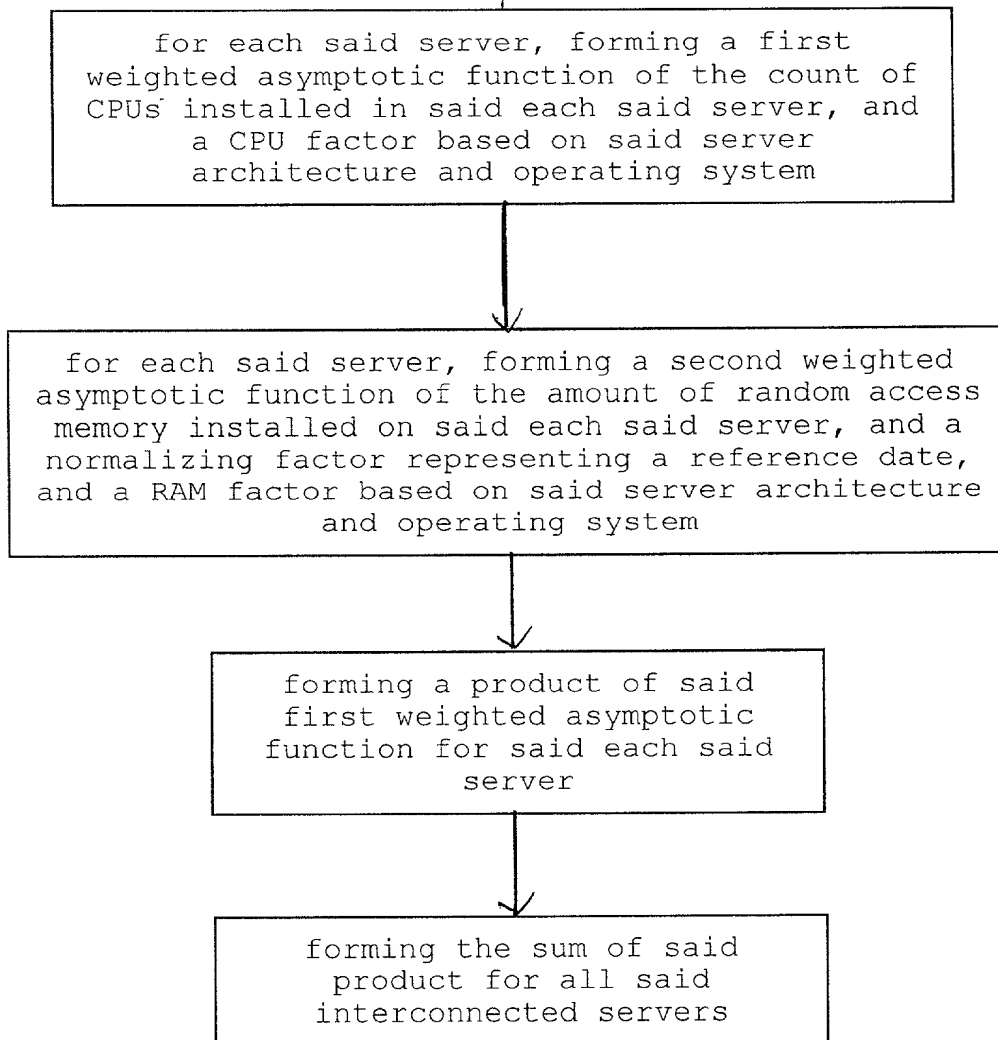 for each said server, forming a first
weighted asymptotic function of the count of
CPUs installed in said each said server, and
a CPU factor based on said server
architecture and operating system
for each said server, forming a second weighted
asymptotic function of the amount of random access
memory installed on said each said server, and a
normalizing factor representing a reference date,
and a RAM factor based on said server architecture
and operating system
forming a product of said
first weighted asymptotic
function for said each said
server
forming the sum of said
product for all said
interconnected servers